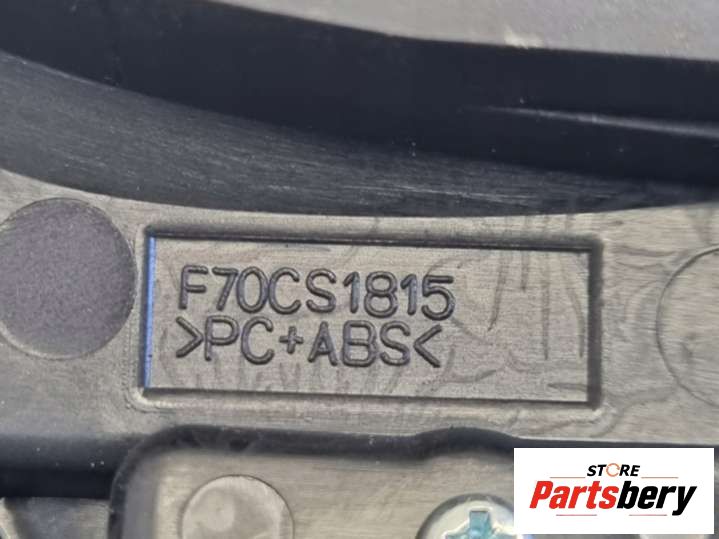 F70CS1815
>PC+ABS<
STORE
Partsbery